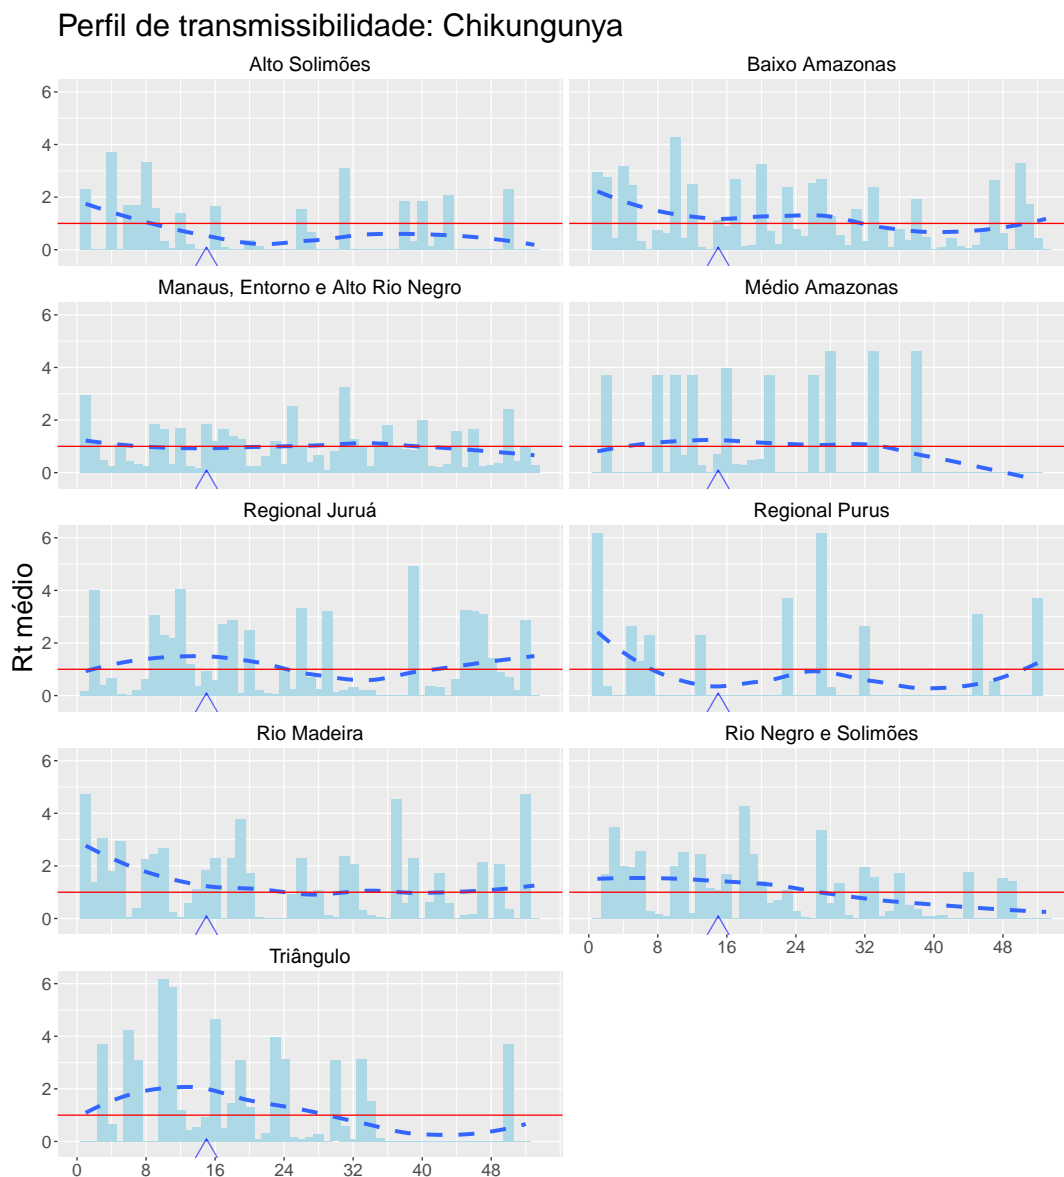 Perfil de transmissibilidade: Chikungunya
Alto Solimões
Baixo Amazonas
6
4
2
0
Manaus, Entorno e Alto Rio Negro
Médio Amazonas
6
4
2
0
Regional Juruá
Regional Purus
6
4
2
0
Rt médio
Rio Madeira
Rio Negro e Solimões
6
4
2
0
0 8 16 24 32 40 48
Triângulo
6
4
2
0
0 8 16 24 32 40 48